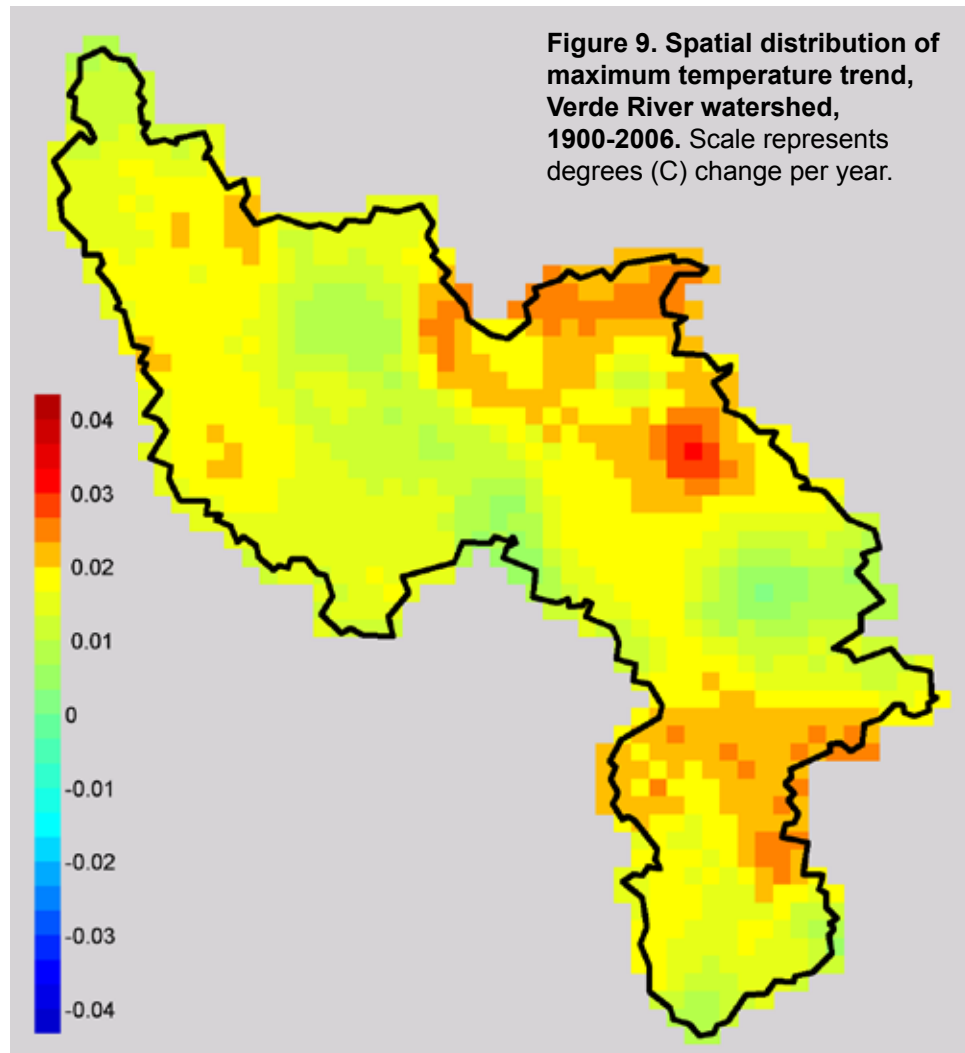 Figure 9. Spatial distribution of
maximum temperature trend,
Verde River watershed,
1900-2006. Scale represents
degrees (C) change per year.
0.04
0.03
0.02
0.01
0
-0.01
-0.02
-0.03
-0.04